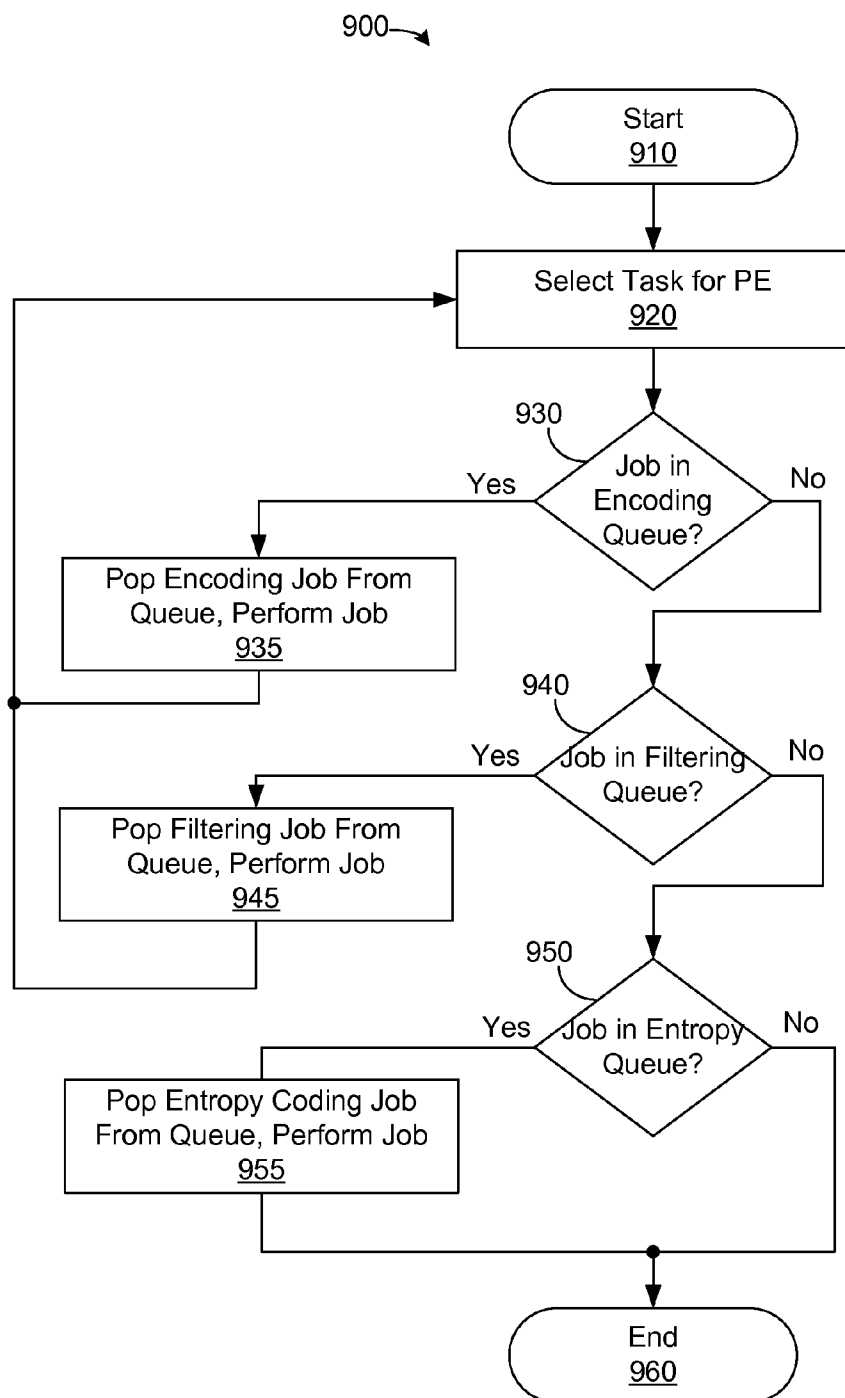 900
Start
910
Select Task for PE
920
930
Job in
Encoding
Queue?
Yes
No
Pop Encoding Job From
Queue, Perform Job
935
940
Job in Filtering
Queue?
Yes
No
Pop Filtering Job From
Queue, Perform Job
945
950
Job in Entropy
Queue?
Yes
No
Pop Entropy Coding Job
From Queue, Perform Job
955
End
960